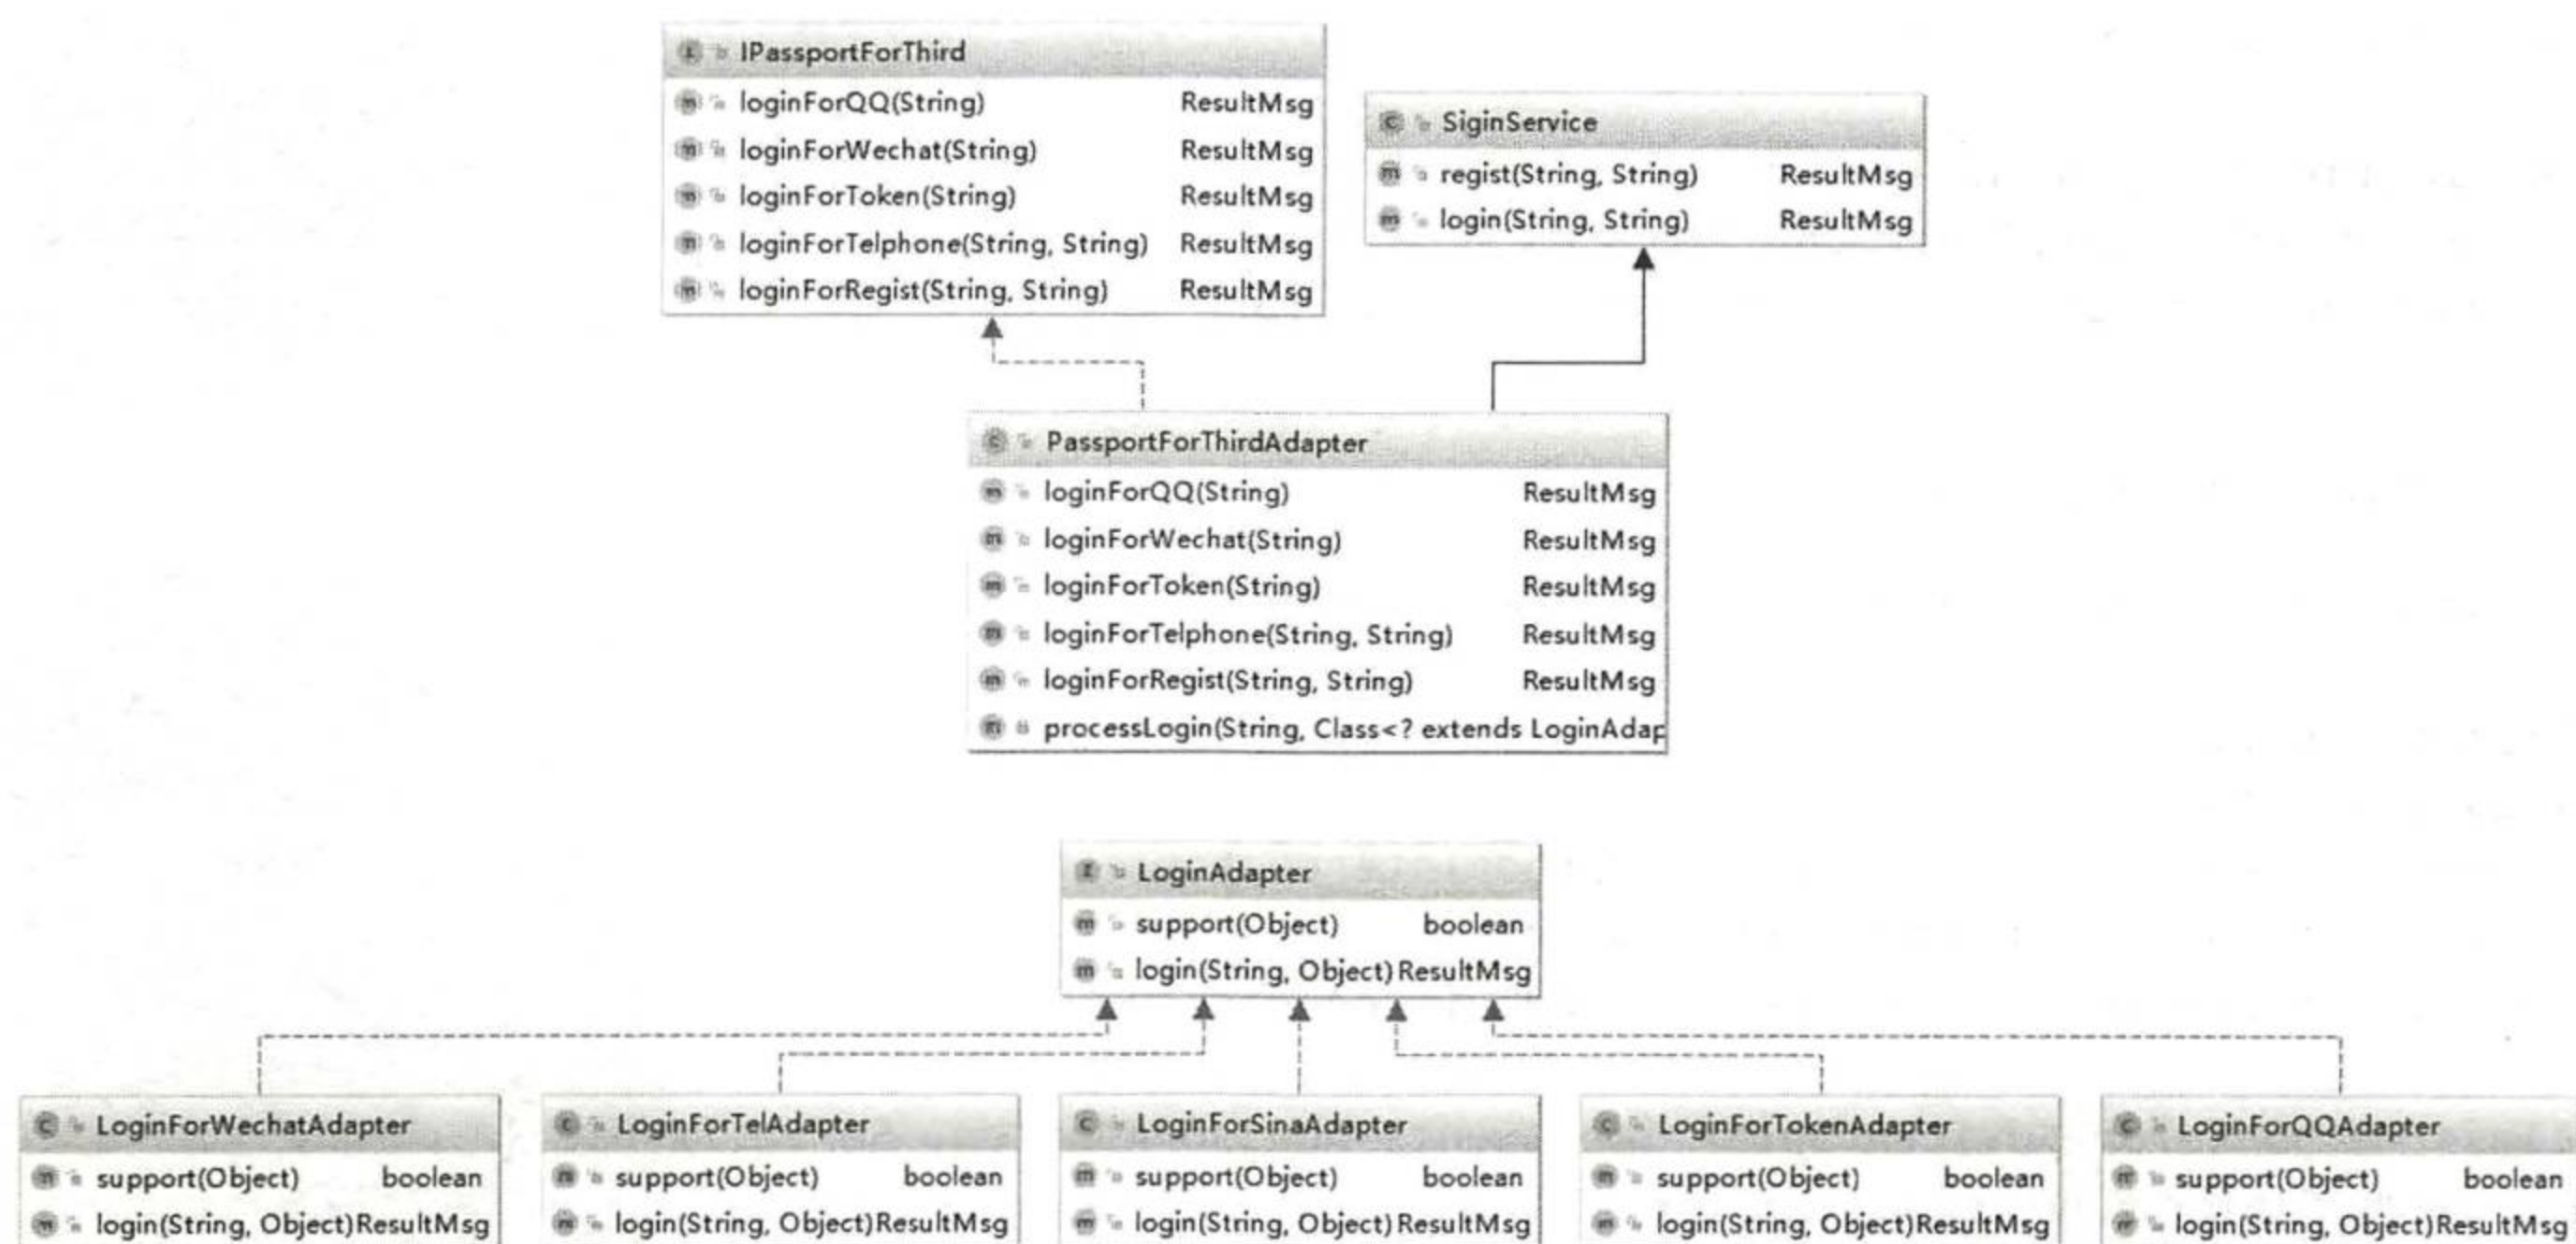 IPassportForThird
loginForQQ(String) ResultMsg
loginForWechat(String) ResultMsg
loginForToken(String) ResultMsg
loginForTelphone(String, String) ResultMsg
loginForRegist(String, String) ResultMsg
SiginService
regist(String, String) ResultMsg
login(String, String) ResultMsg
PassportForThirdAdapter
loginForQQ(String) ResultMsg
loginForWechat(String) ResultMsg
loginForToken(String) ResultMsg
loginForTelphone(String, String) ResultMsg
loginForRegist(String, String) ResultMsg
processLogin(String, Class<? extends LoginAdap
LoginAdapter
support(Object) boolean
login(String, Object) ResultMsg
LoginForWechatAdapter
support(Object) boolean
login(String, Object) ResultMsg
LoginForTelAdapter
support(Object) boolean
login(String, Object) ResultMsg
LoginForSinaAdapter
support(Object) boolean
login(String, Object) ResultMsg
LoginForTokenAdapter
support(Object) boolean
login(String, Object) ResultMsg
LoginForQQAdapter
support(Object) boolean
login(String, Object) ResultMsg